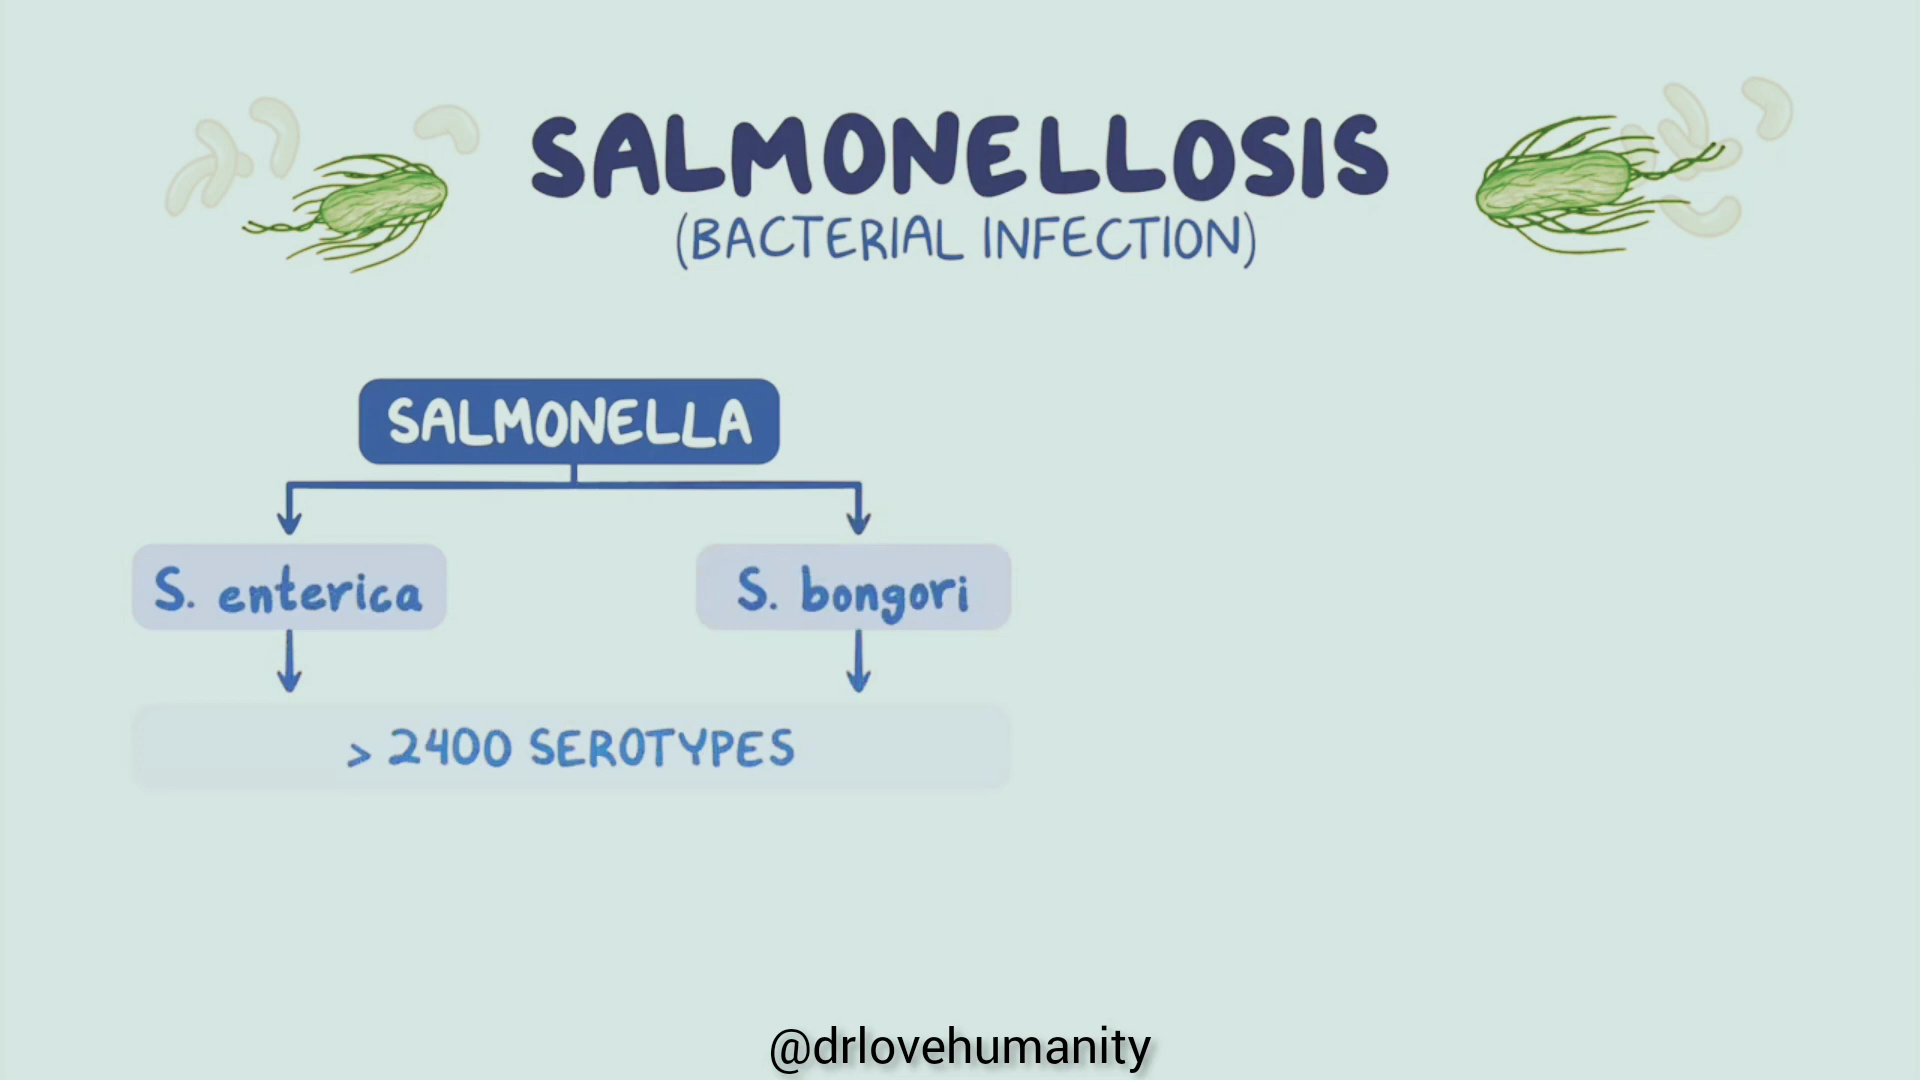 SALMONELLOSIS
(BACTERIAL INFECTION)
SALMONELLA
S. enterica
S. bongori
> 2400 SEROTYPES
@drlovehumanity